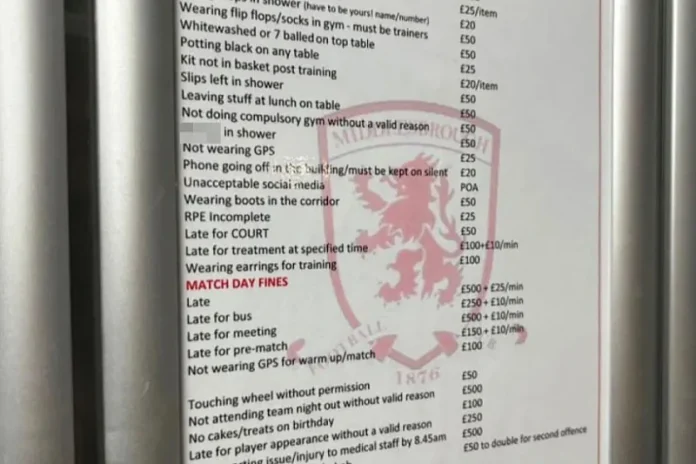 in shower (have to be yours! name/number) £25/item
Wearing flip flops/socks in gym - must be trainers £20
Whitewashed or 7 balled on top table £50
Potting black on any table £50
Kit not in basket post training £25
Slips left in shower £20/item
Leaving stuff at lunch on table £50
Not doing compulsory gym without a valid reason £50
in shower £50
Not wearing GPS £25
Phone going off in the building/must be kept on silent £20
Unacceptable social media POA
Wearing boots in the corridor £50
RPE Incomplete £25
Late for COURT £50
Late for treatment at specified time £100+£10/min
Wearing earrings for training £100
MATCH DAY FINES
Late £500 + £25/min
Late for bus £250 + £10/min
Late for meeting £500 + £10/min
Late for pre-match £150 + £10/min
Not wearing GPS for warm up/match £100
Touching wheel without permission £50
Not attending team night out without valid reason £500
No cakes/treats on birthday £100
Late for player appearance without a valid reason £250
issue/injury to medical staff by 8.45am £500
£50 to double for second offence
MIDDLESBROUGH
FOOTBALL
1876